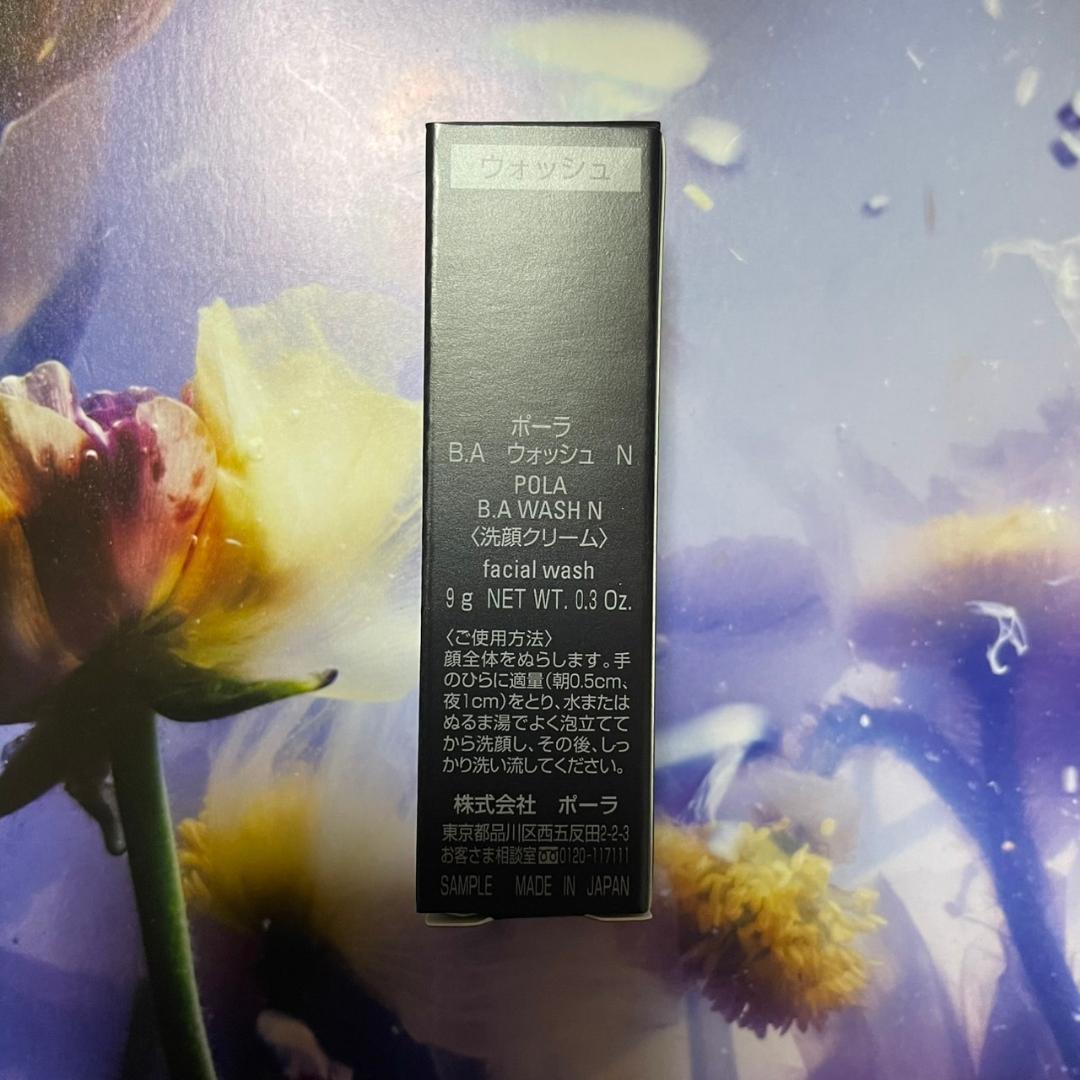 ウォッシュ
ポーラ
B.A ウォッシュ N
POLA
B.A WASH N
〈洗顔クリーム〉
facial wash
9 g NET WT. 0.3 Oz.
〈ご使用方法〉
顔全体をぬらします。手
のひらに適量(朝0.5cm、
夜1cm)をとり、水または
ぬるま湯でよく泡立てて
から洗顔し、その後、しっ
かり洗い流してください。
株式会社 ポーラ
東京都品川区西五反田2-2-3
お客さま相談室0120-117111
SAMPLE MADE IN JAPAN